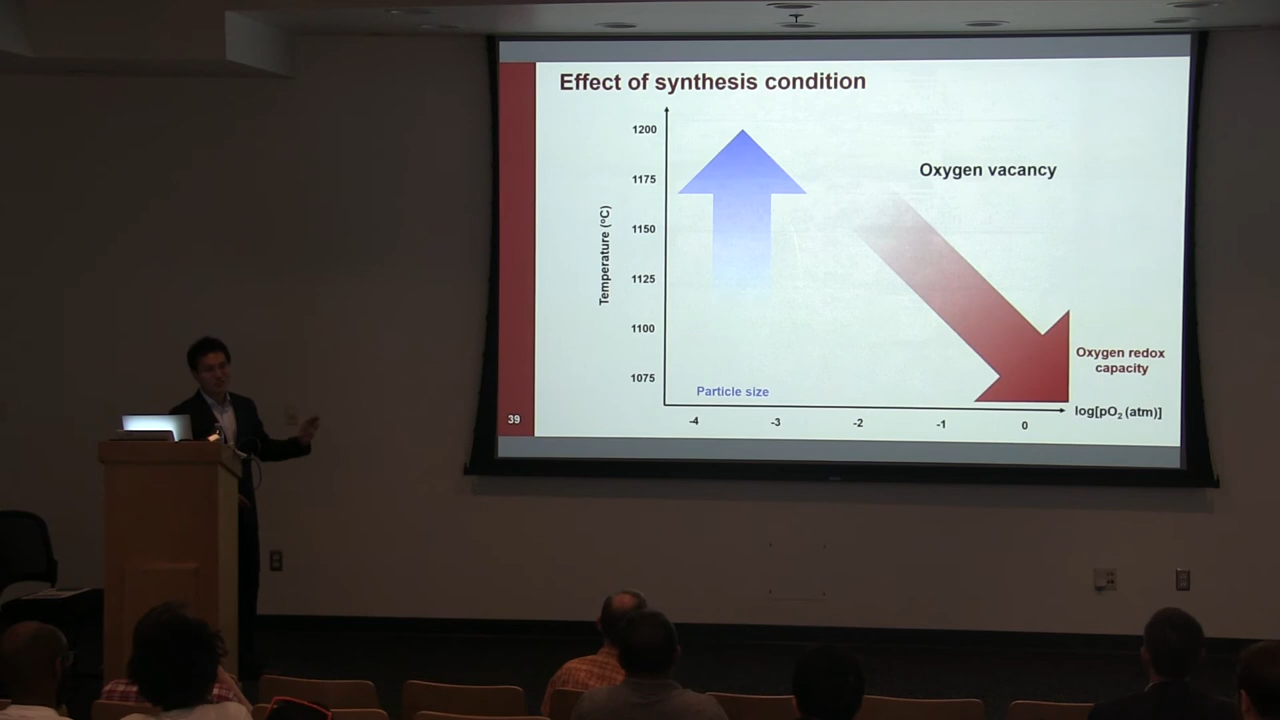 Effect of synthesis condition
1200
1175
1150
1125
1100
1075
Temperature (°C)
Oxygen vacancy
Oxygen redox
capacity
Particle size
log[pO₂ (atm)]
-4 -3 -2 -1 0
39